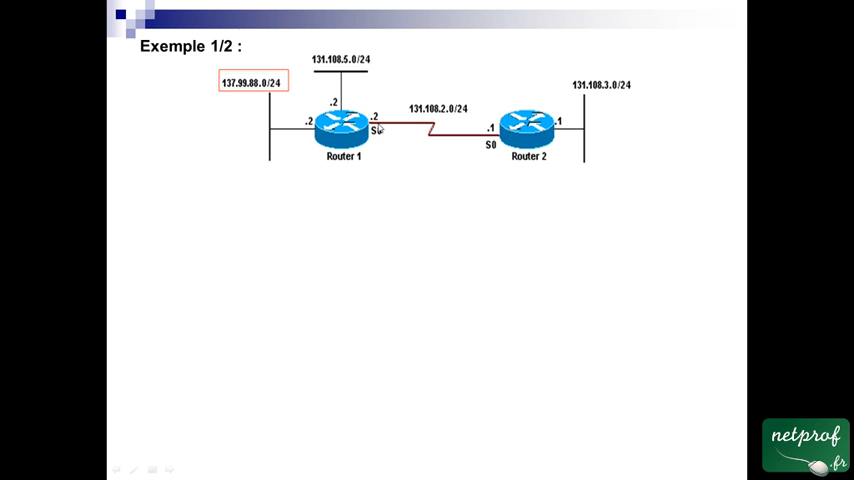 Exemple 1/2 :
131.108.5.0/24
137.99.88.0/24
131.108.3.0/24
.2
131.108.2.0/24
.2
.2
.1
.1
S0
S0
Router 1
Router 2
netprof
.fr